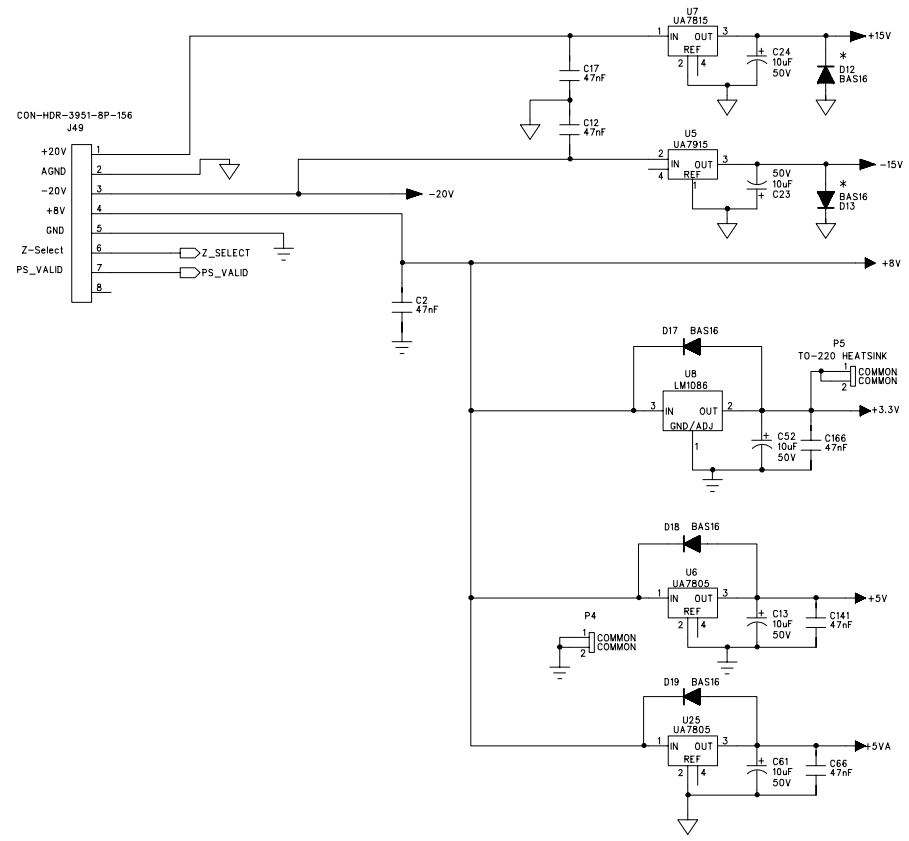 CON-HDR-3951-8P-156
J49
+20V 1
AGND 2
-20V 3
+8V 4
GND 5
Z-Select 6
PS_VALID 7
8
Z_SELECT
PS_VALID
-20V
C17
47nF
C12
47nF
U7
UA7815
1 IN OUT 3
REF
2 4
C24
10uF
50V
+
*
D12
BAS16
+15V
U5
UA7915
2 IN OUT 3
4 REF
1
50V
10uF
C23
+
*
BAS16
D13
-15V
+8V
C2
47nF
D17 BAS16
U8
LM1086
3 IN OUT 2
GND/ADJ
1
P5
TO-220 HEATSINK
1 COMMON
2 COMMON
+3.3V
+
C52
10uF
50V
C166
47nF
D18 BAS16
U6
UA7805
1 IN OUT 3
REF
2 4
+5V
+
C13
10uF
50V
C141
47nF
P4
1 COMMON
2 COMMON
D19 BAS16
U25
UA7805
1 IN OUT 3
REF
2 4
+5VA
+
C61
10uF
50V
C66
47nF